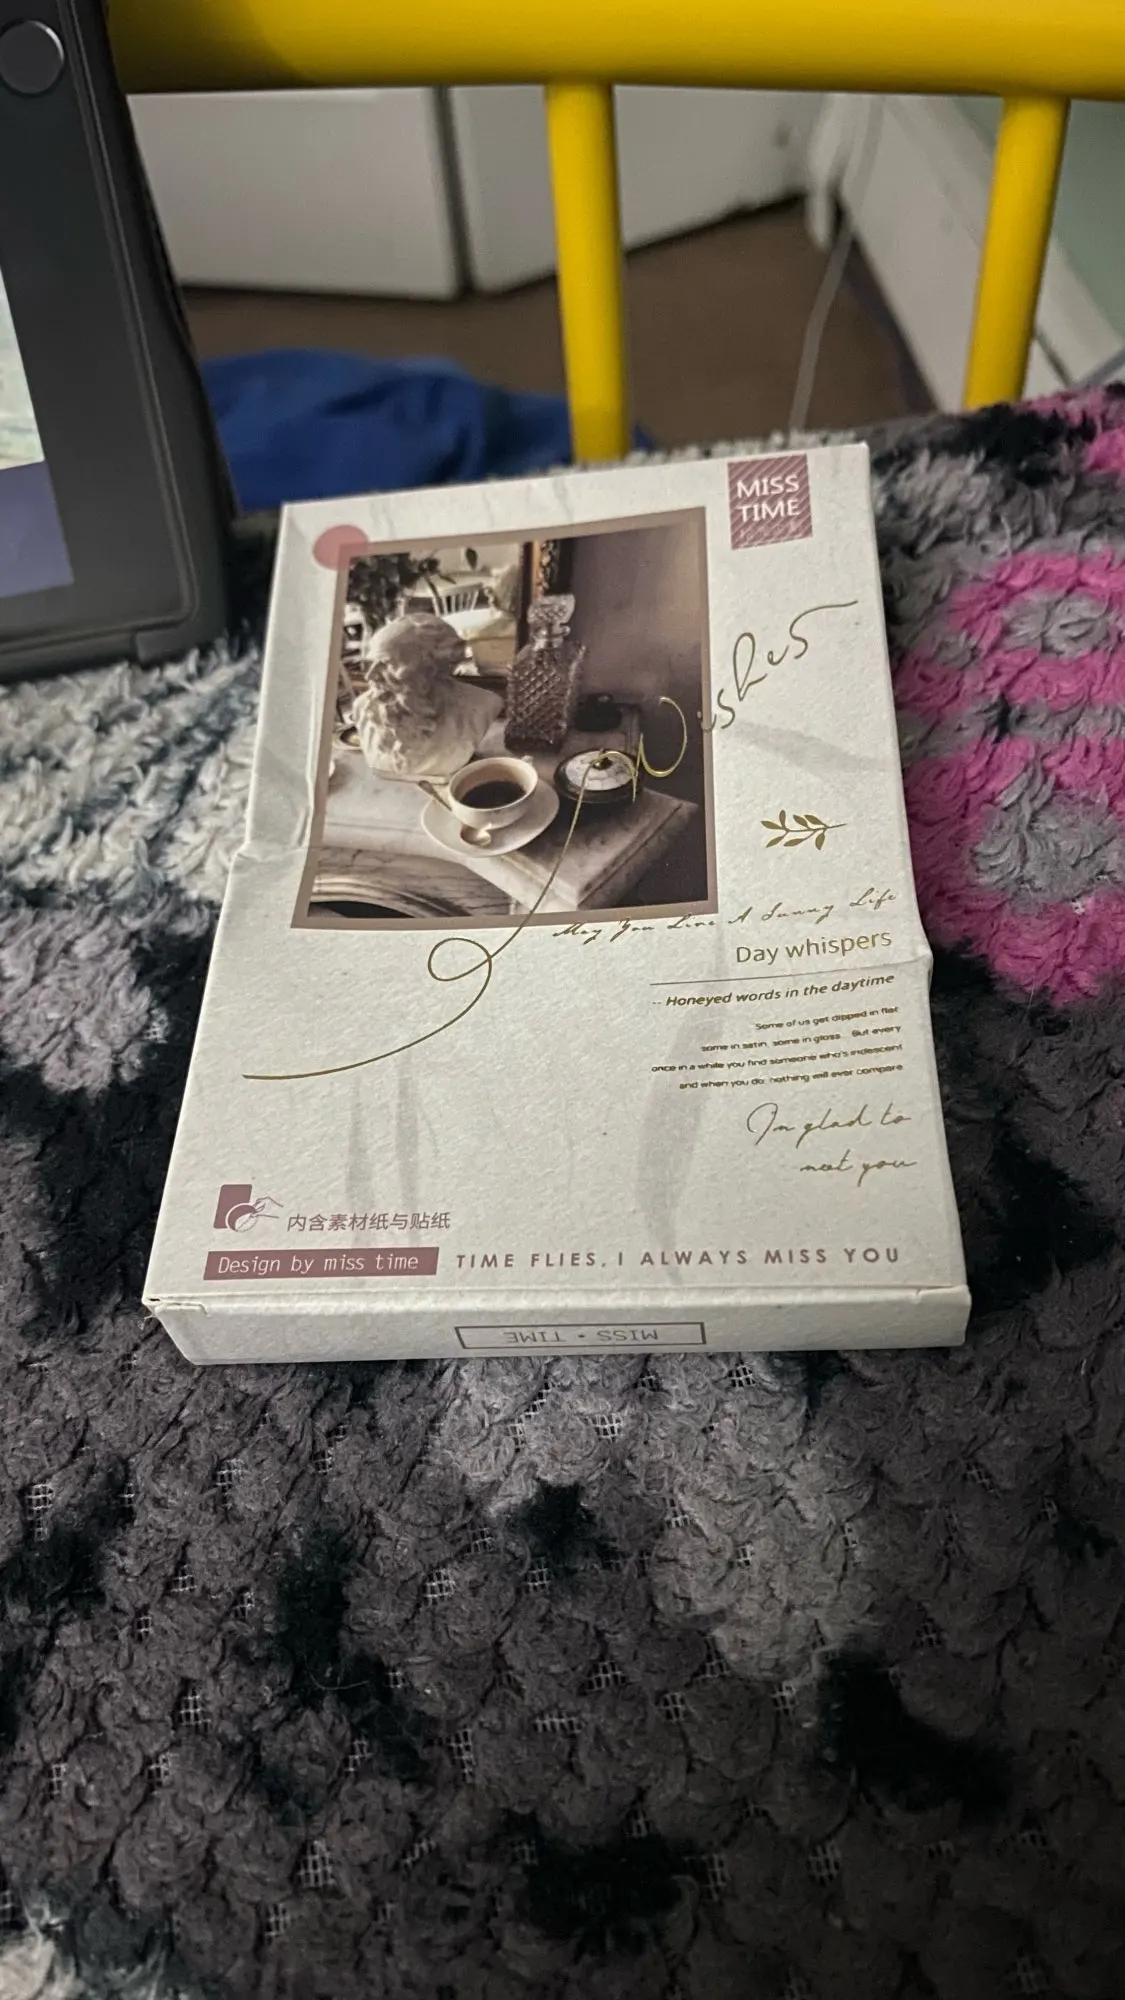 MISS
TIME
Wishes
May You Live A Sunny Life
Day whispers
-- Honeyed words in the daytime
Some of us get dipped in flat
some in satin some in gloss But every
once in a while you find someone who's iridescent
and when you do nothing will ever compare
In glad to
meet you
内含素材纸与贴纸
Design by miss time
TIME FLIES, I ALWAYS MISS YOU
MISS • TIME